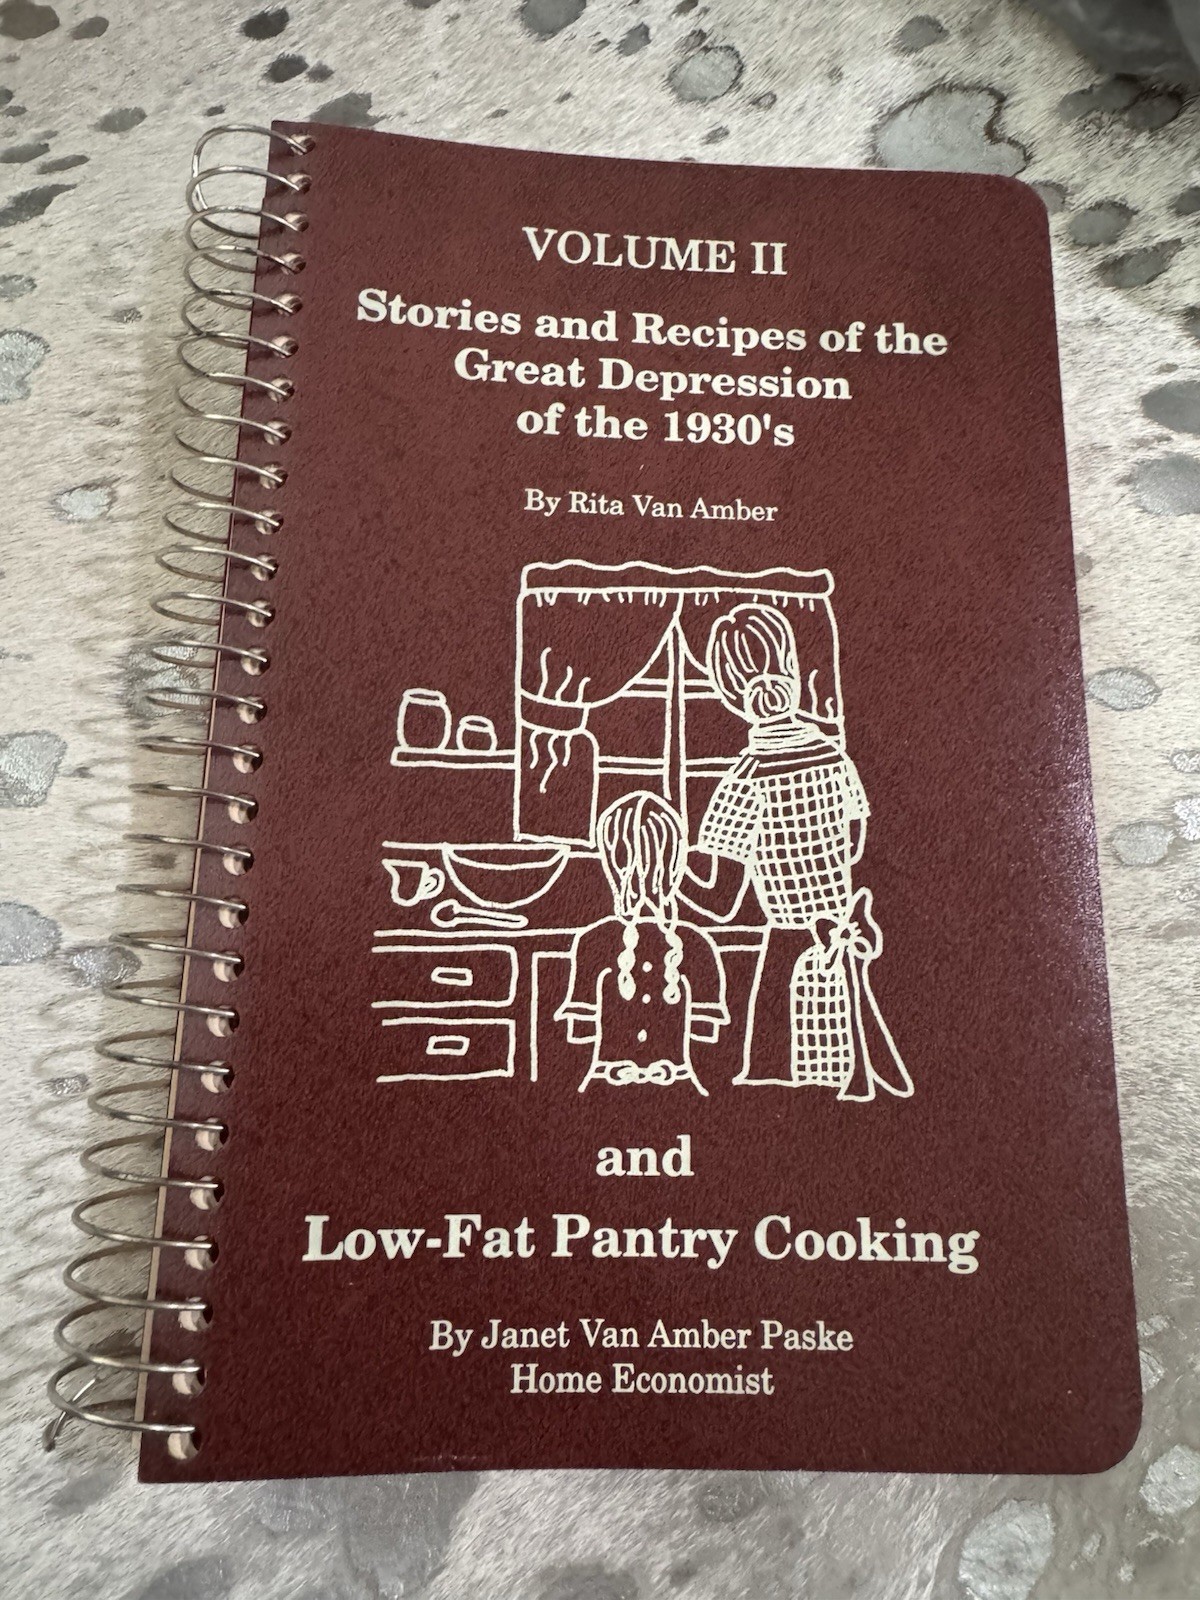 VOLUME II
Stories and Recipes of the
Great Depression
of the 1930's
By Rita Van Amber
and
Low-Fat Pantry Cooking
By Janet Van Amber Paske
Home Economist